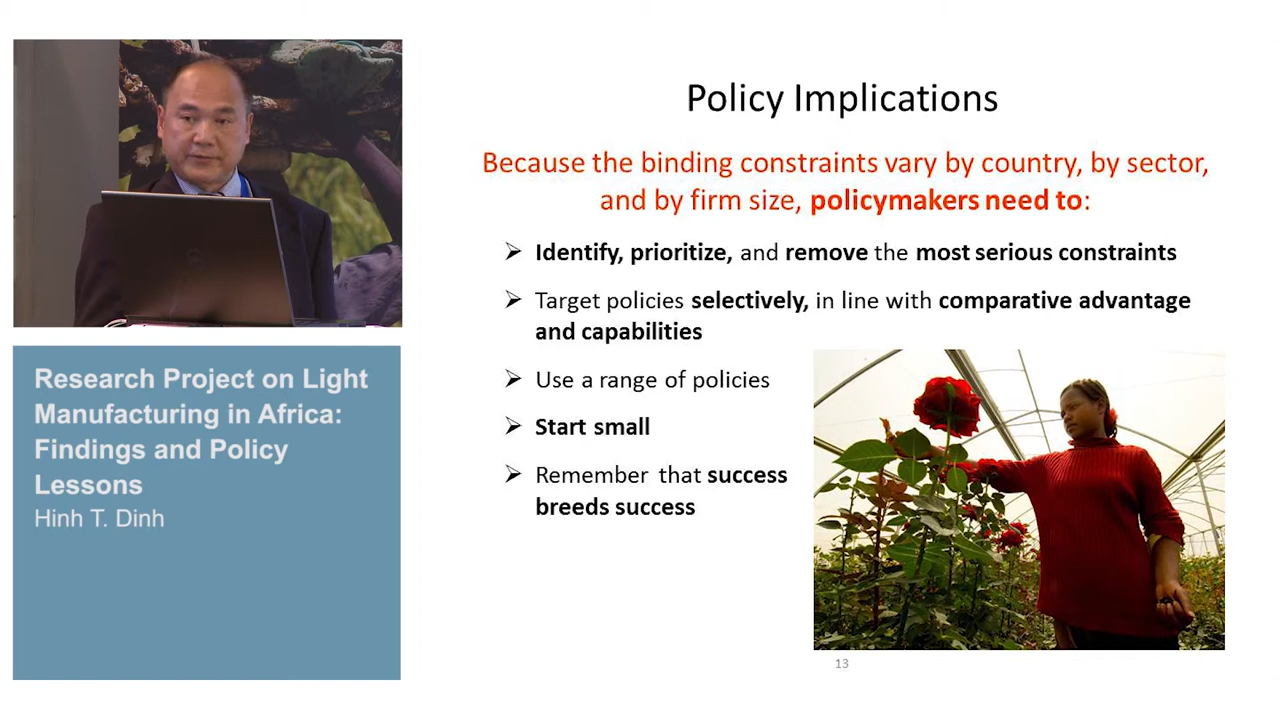 Policy Implications
Because the binding constraints vary by country, by sector,
and by firm size, policymakers need to:
➢ Identify, prioritize, and remove the most serious constraints
➢ Target policies selectively, in line with comparative advantage
and capabilities
➢ Use a range of policies
➢ Start small
➢ Remember that success
breeds success
13
Research Project on Light
Manufacturing in Africa:
Findings and Policy
Lessons
Hinh T. Dinh